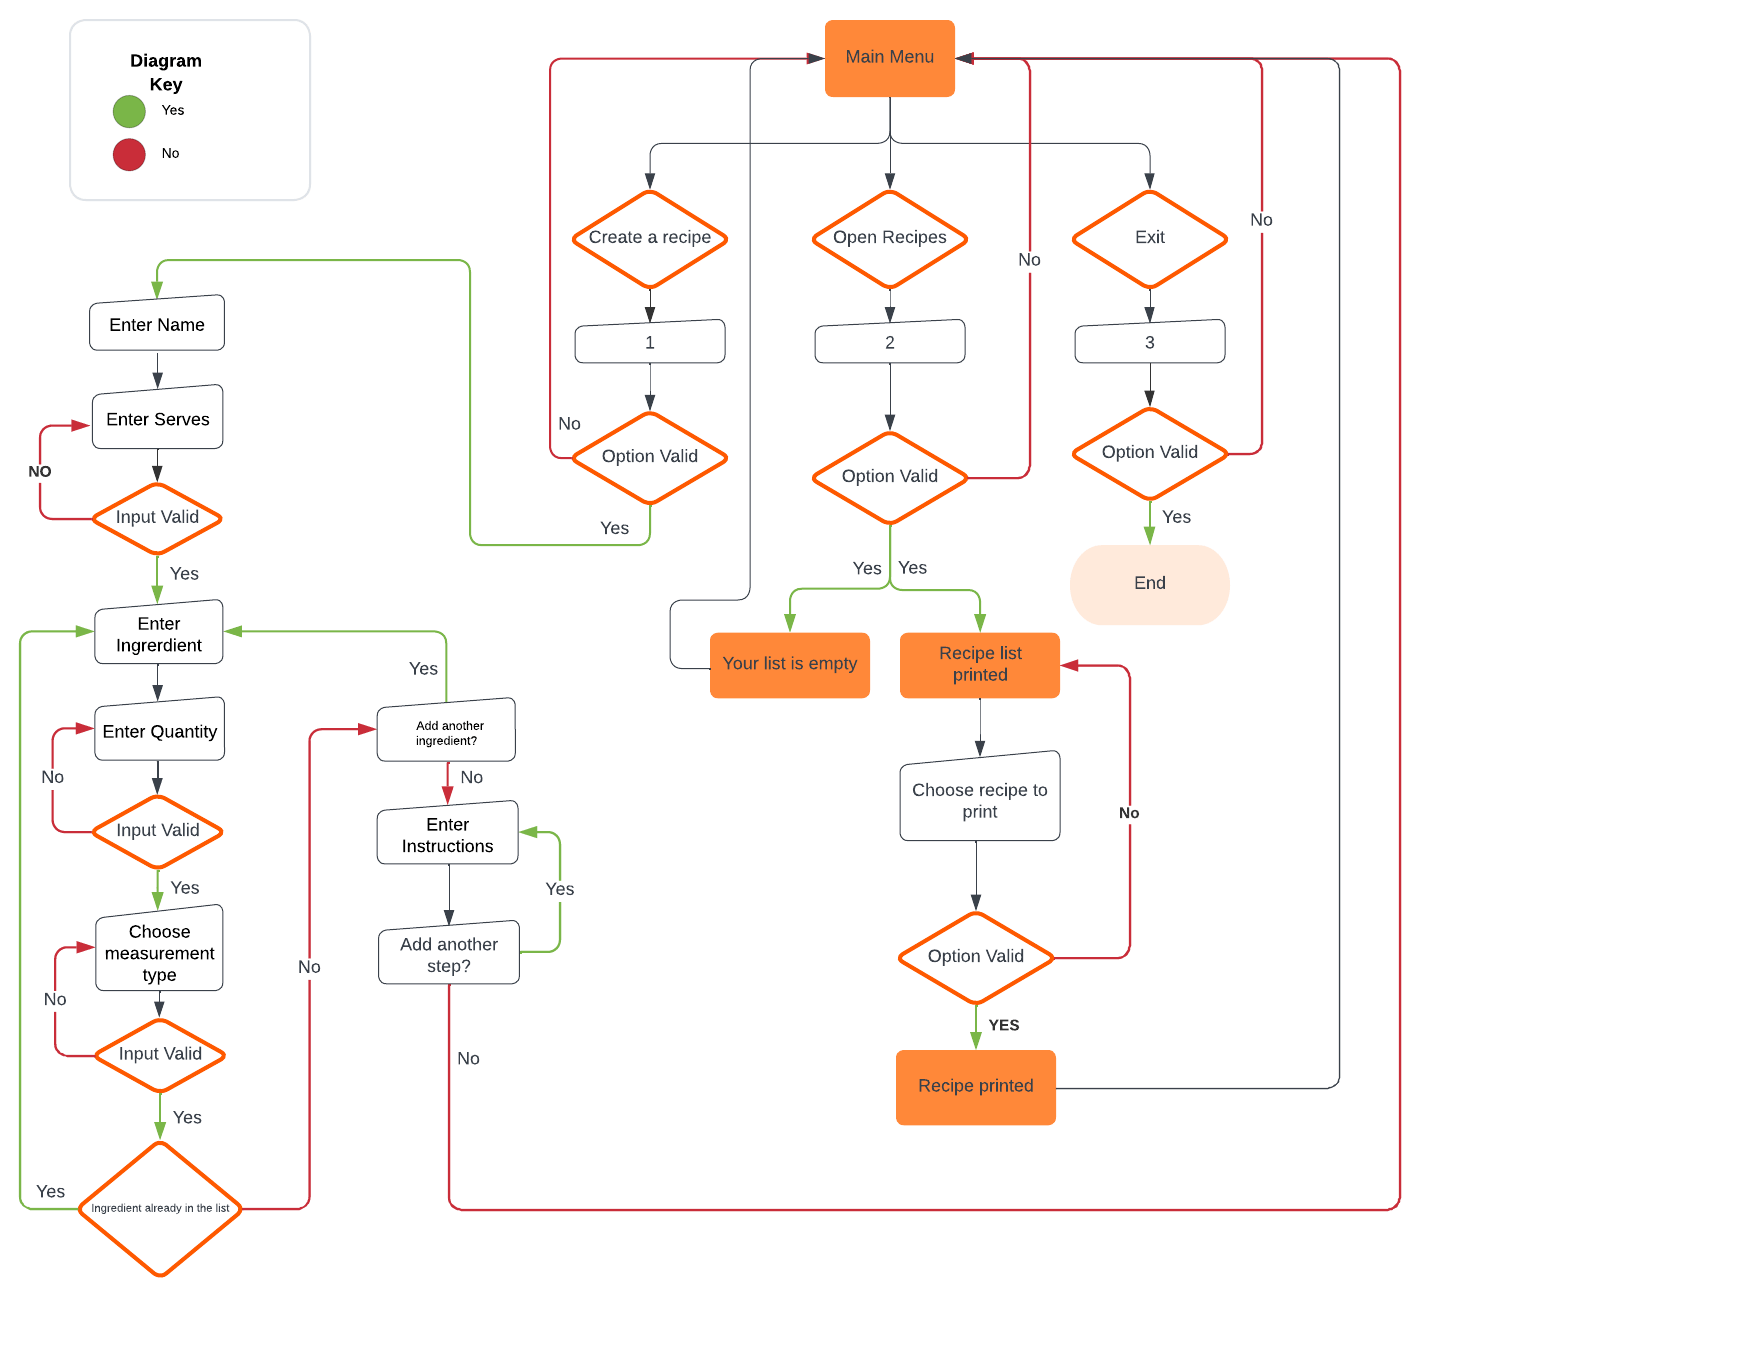 Diagram
Key
Yes
No
Main Menu
Create a recipe
Open Recipes
Exit
No
No
1
2
3
No
Option Valid
Option Valid
Option Valid
Yes
Yes
Yes
Yes
End
Your list is empty
Recipe list
printed
Choose recipe to
print
No
Option Valid
YES
Recipe printed
Enter Name
Enter Serves
NO
Input Valid
Yes
Enter
Ingrerdient
Enter Quantity
No
Input Valid
Yes
Choose
measurement
type
No
Input Valid
Yes
Yes
Ingredient already in the list
No
Yes
Add another
ingredient?
No
Enter
Instructions
Yes
Add another
step?
No